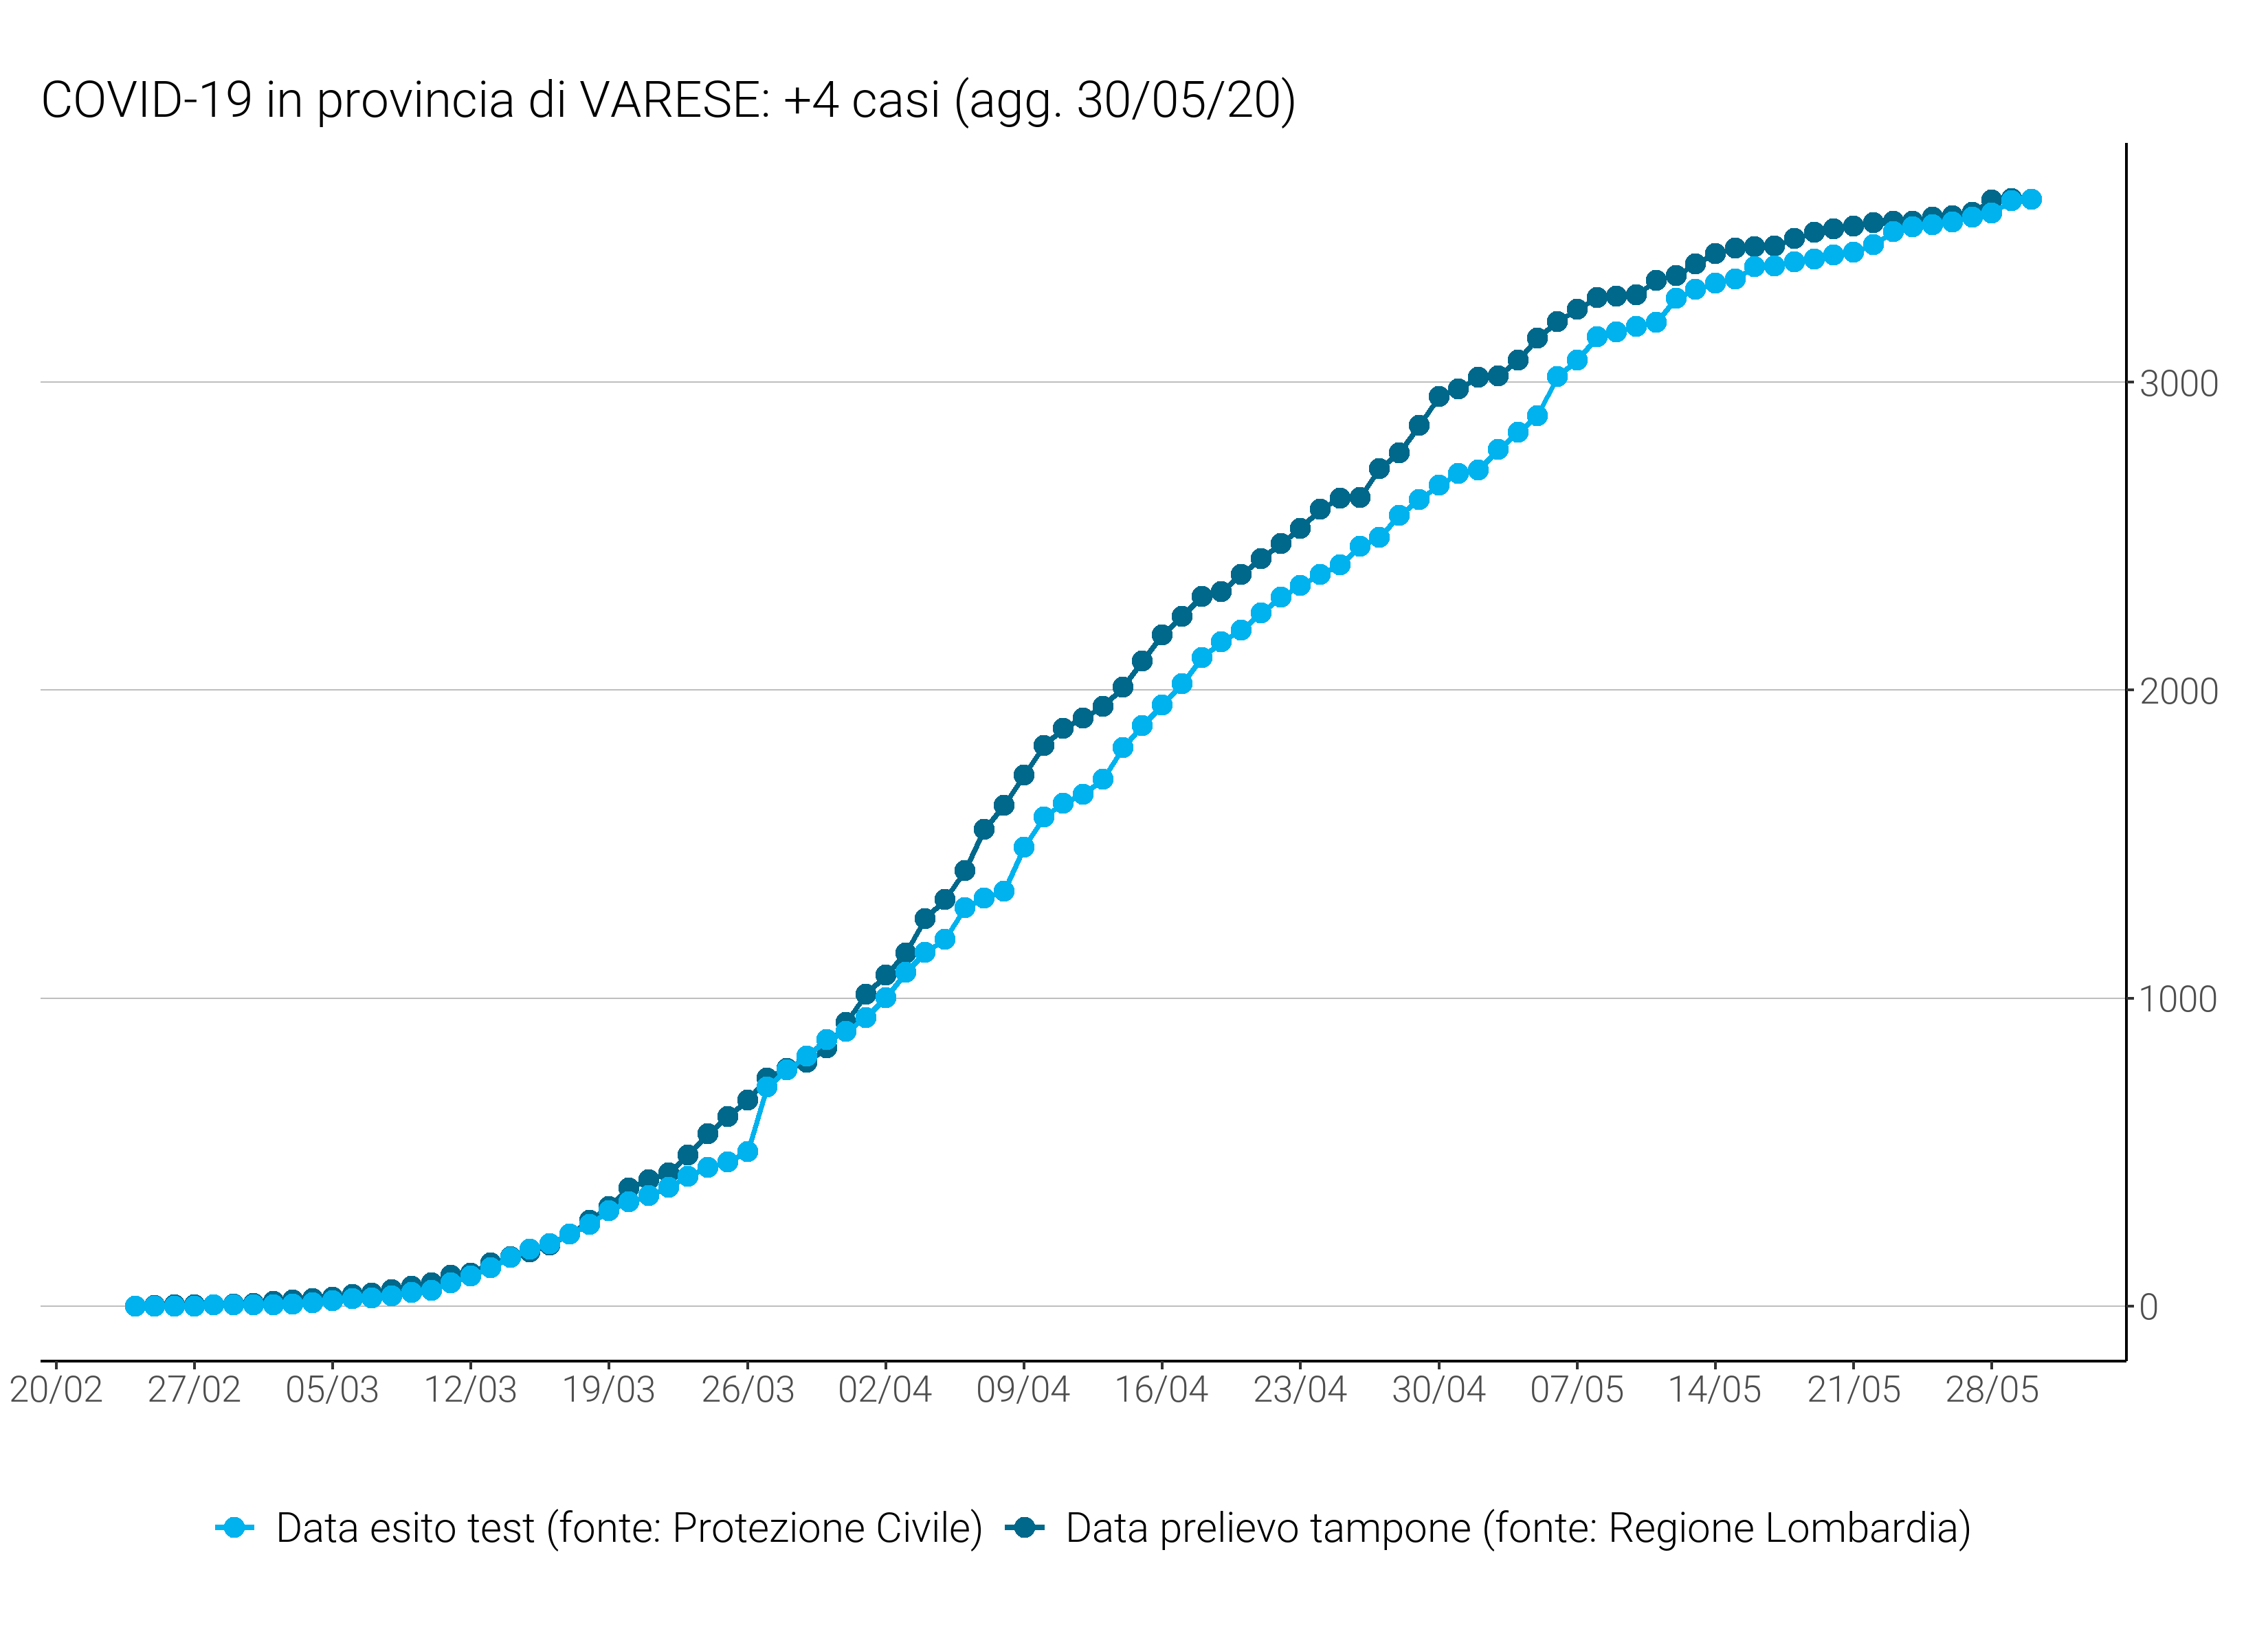 COVID-19 in provincia di VARESE: +4 casi (agg. 30/05/20)
3000
2000
1000
0
20/02 27/02 05/03 12/03 19/03 26/03 02/04 09/04 16/04 23/04 30/04 07/05 14/05 21/05 28/05
Data esito test (fonte: Protezione Civile) Data prelievo tampone (fonte: Regione Lombardia)